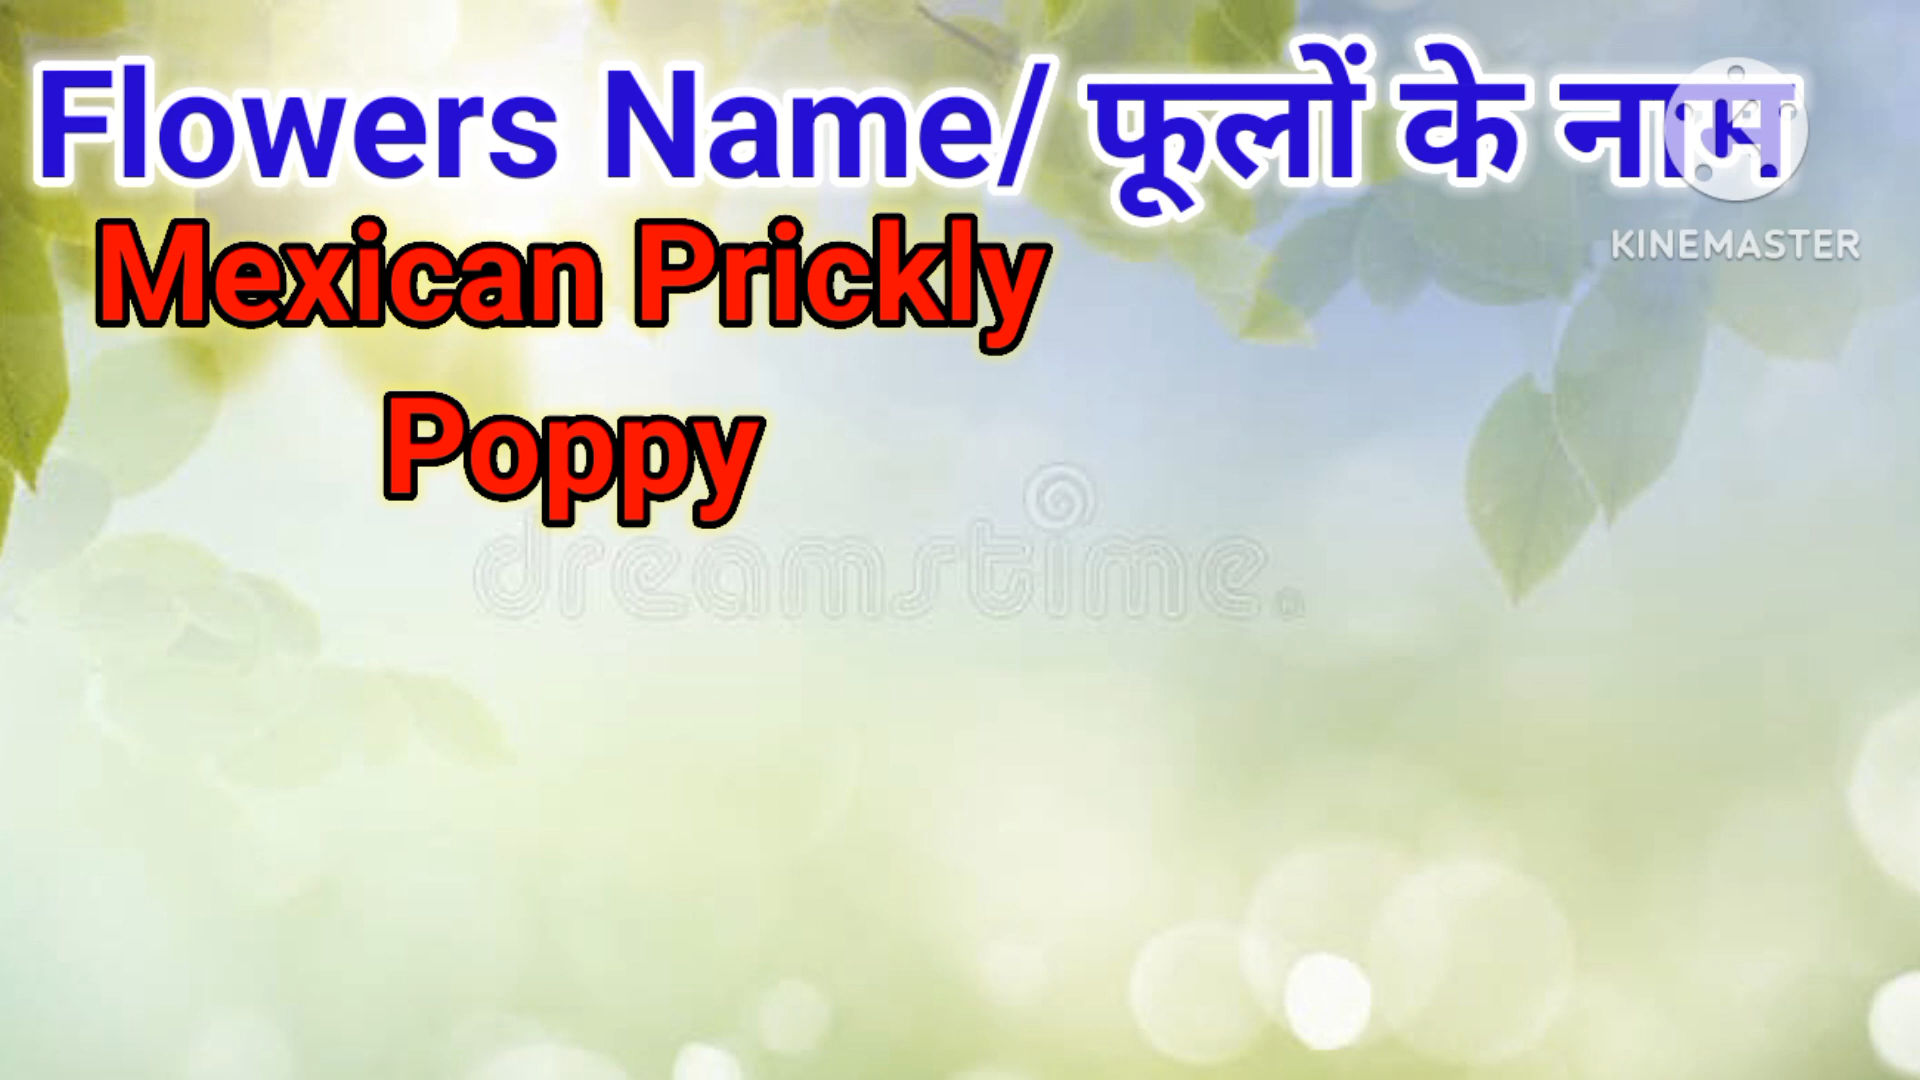 Flowers Name/ फूलों के नाम
KINEMASTER
Mexican Prickly
Poppy
dreamstime.